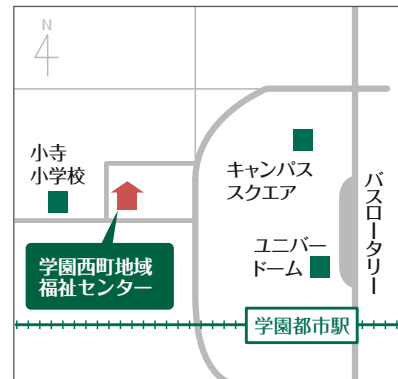 N
小寺
小学校
キャンパス
スクエア
バスロータリー
学園西町地域
福祉センター
ユニバー
ドーム
学園都市駅